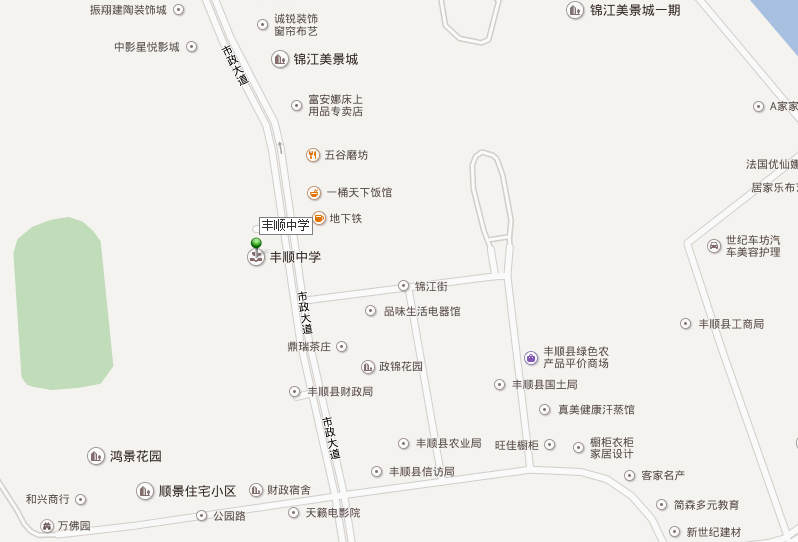 振翔建陶装饰城
诚锐装饰
窗帘布艺
锦江美景城一期
中影星悦影城
市政大道
锦江美景城
富安娜床上
用品专卖店
A家家
五谷磨坊
法国优仙娜
一桶天下饭馆
居家乐布艺
地下铁
丰顺中学
丰顺中学
世纪车坊汽
车美容护理
锦江街
市政大道
品味生活电器馆
丰顺县工商局
鼎瑞茶庄
丰顺县绿色农
产品平价商场
政锦花园
丰顺县国土局
丰顺县财政局
真美健康汗蒸馆
市政大道
丰顺县农业局
旺佳橱柜
橱柜衣柜
家居设计
鸿景花园
丰顺县信访局
客家名产
顺景住宅小区
财政宿舍
和兴商行
简森多元教育
公园路
天籁电影院
万佛园
新世纪建材